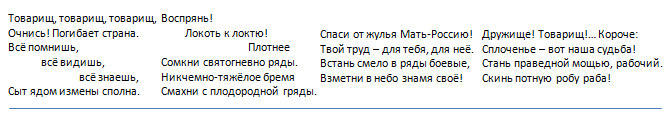 Товарищ, товарищ, товарищ,
Очнись! Погибает страна.
Всё помнишь,
всё видишь,
всё знаешь,
Сыт ядом измены сполна.
Воспрянь!
Локоть к локтю!
Плотнее
Сомкни святогневно ряды.
Никчемно-тяжёлое бремя
Смахни с плодородной гряды.
Спаси от жулья Мать-Россию!
Твой труд – для тебя, для неё.
Встань смело в ряды боевые,
Взметни в небо знамя своё!
Дружище! Товарищ!... Короче:
Сплоченье – вот наша судьба!
Стань праведной мощью, рабочий.
Скинь потную робу раба!